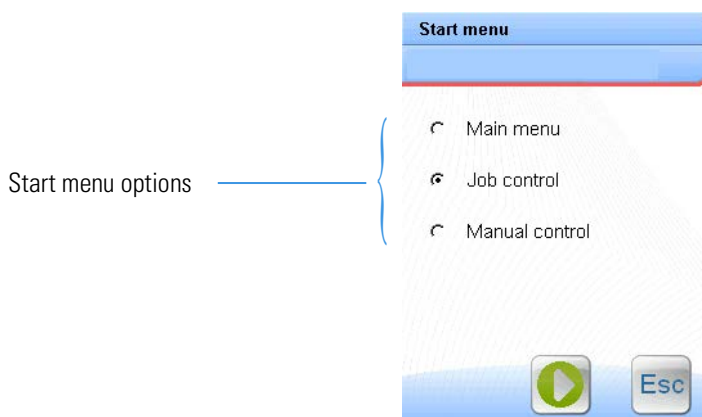 Start menu
Main menu
Start menu options
Job control
Manual control
Esc